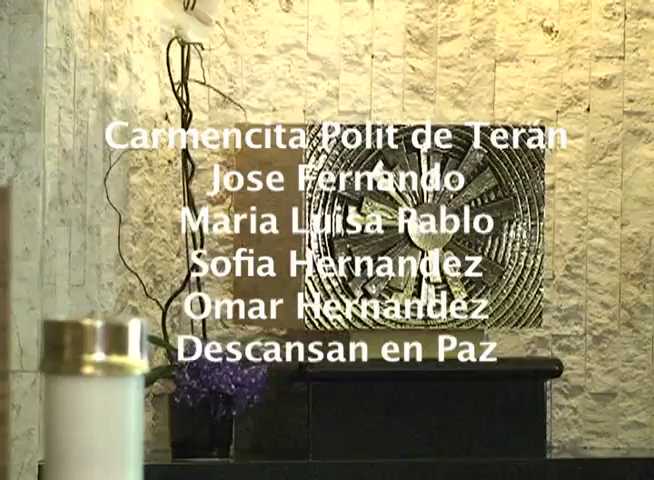 Carmencita Polit de Terán
Jose Fernando
Maria Luisa Pablo
Sofia Hernandez
Omar Hernandez
Descansan en Paz